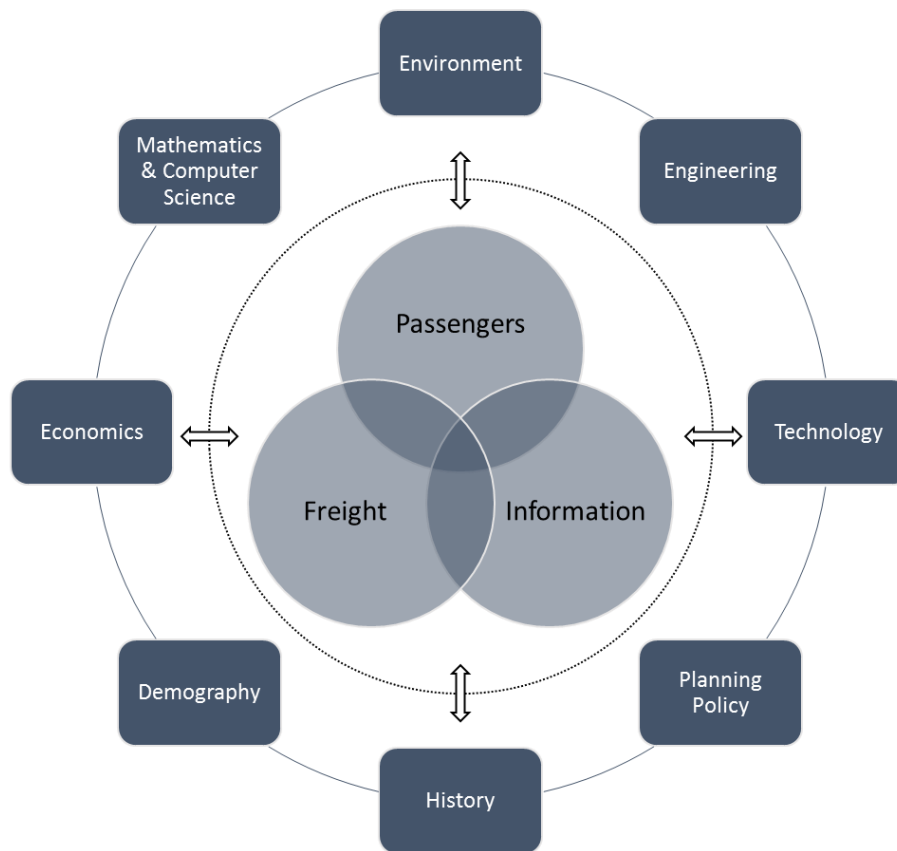 Environment
Mathematics
& Computer
Science
Engineering
Passengers
Economics
Technology
Freight
Information
Demography
Planning
Policy
History